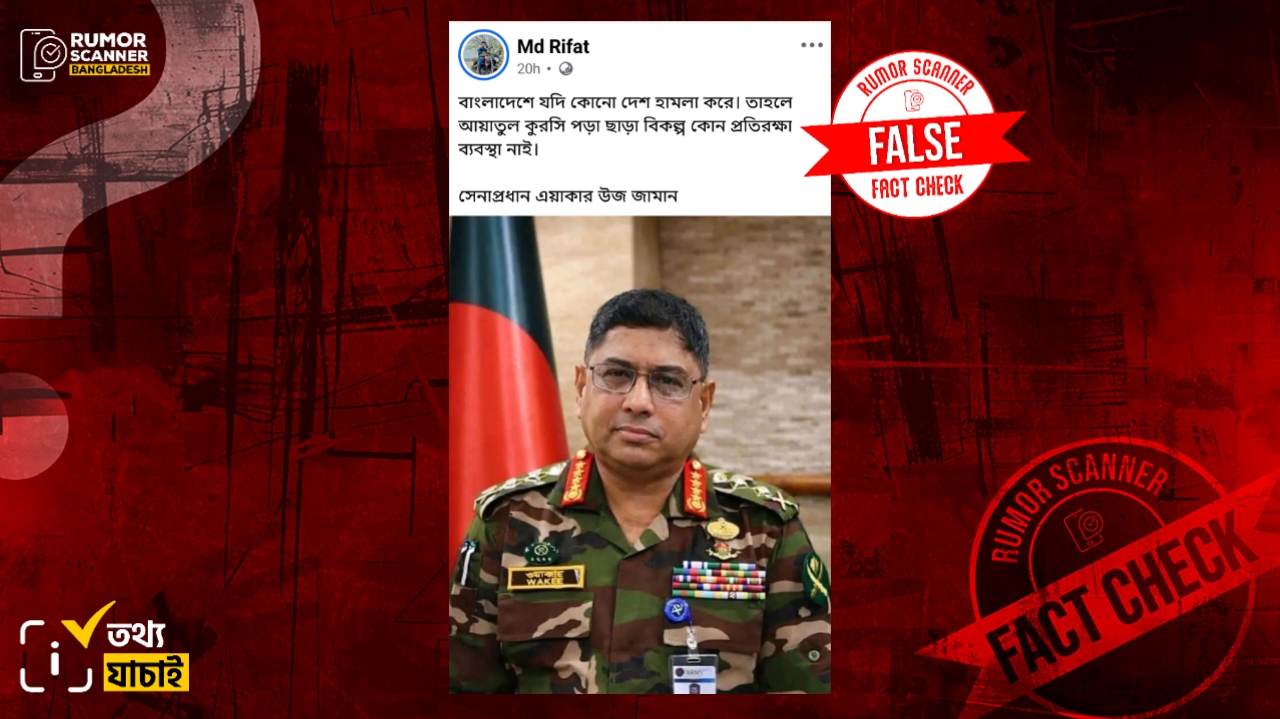 RUMOR
SCANNER
BANGLADESH
Md Rifat
20h
বাংলাদেশে যদি কোনো দেশ হামলা করে। তাহলে
আয়াতুল কুরসি পড়া ছাড়া বিকল্প কোন প্রতিরক্ষা
ব্যবস্থা নাই।
সেনাপ্রধান এয়াকার উজ জামান
RUMOR SCANNER
FALSE
FACT CHECK
ওয়াকার
WAKER
RUMOR SCANNER
FACT CHECK
i
তথ্য
যাচাই